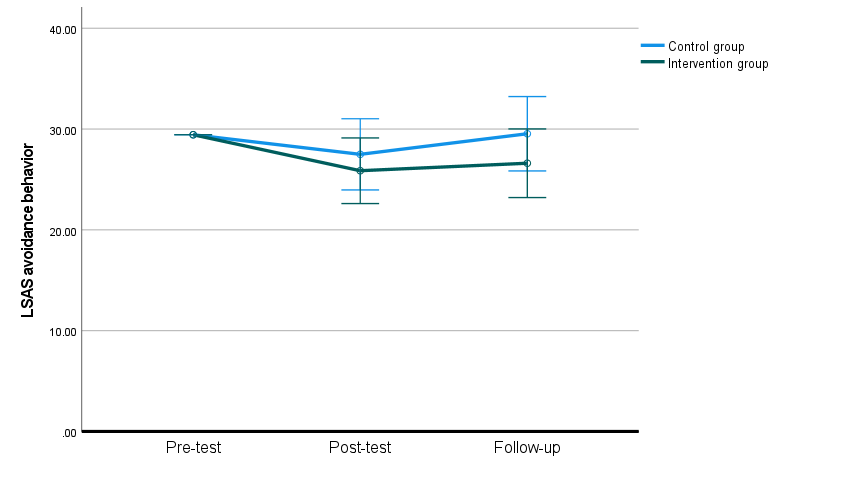 40.00
30.00
20.00
10.00
.00
LSAS avoidance behavior
Pre-test
Post-test
Follow-up
Control group
Intervention group